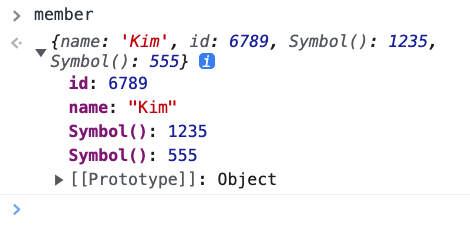 member
{name: 'Kim', id: 6789, Symbol(): 1235,
Symbol(): 555} i
id: 6789
name: "Kim"
Symbol(): 1235
Symbol(): 555
[[Prototype]]: Object